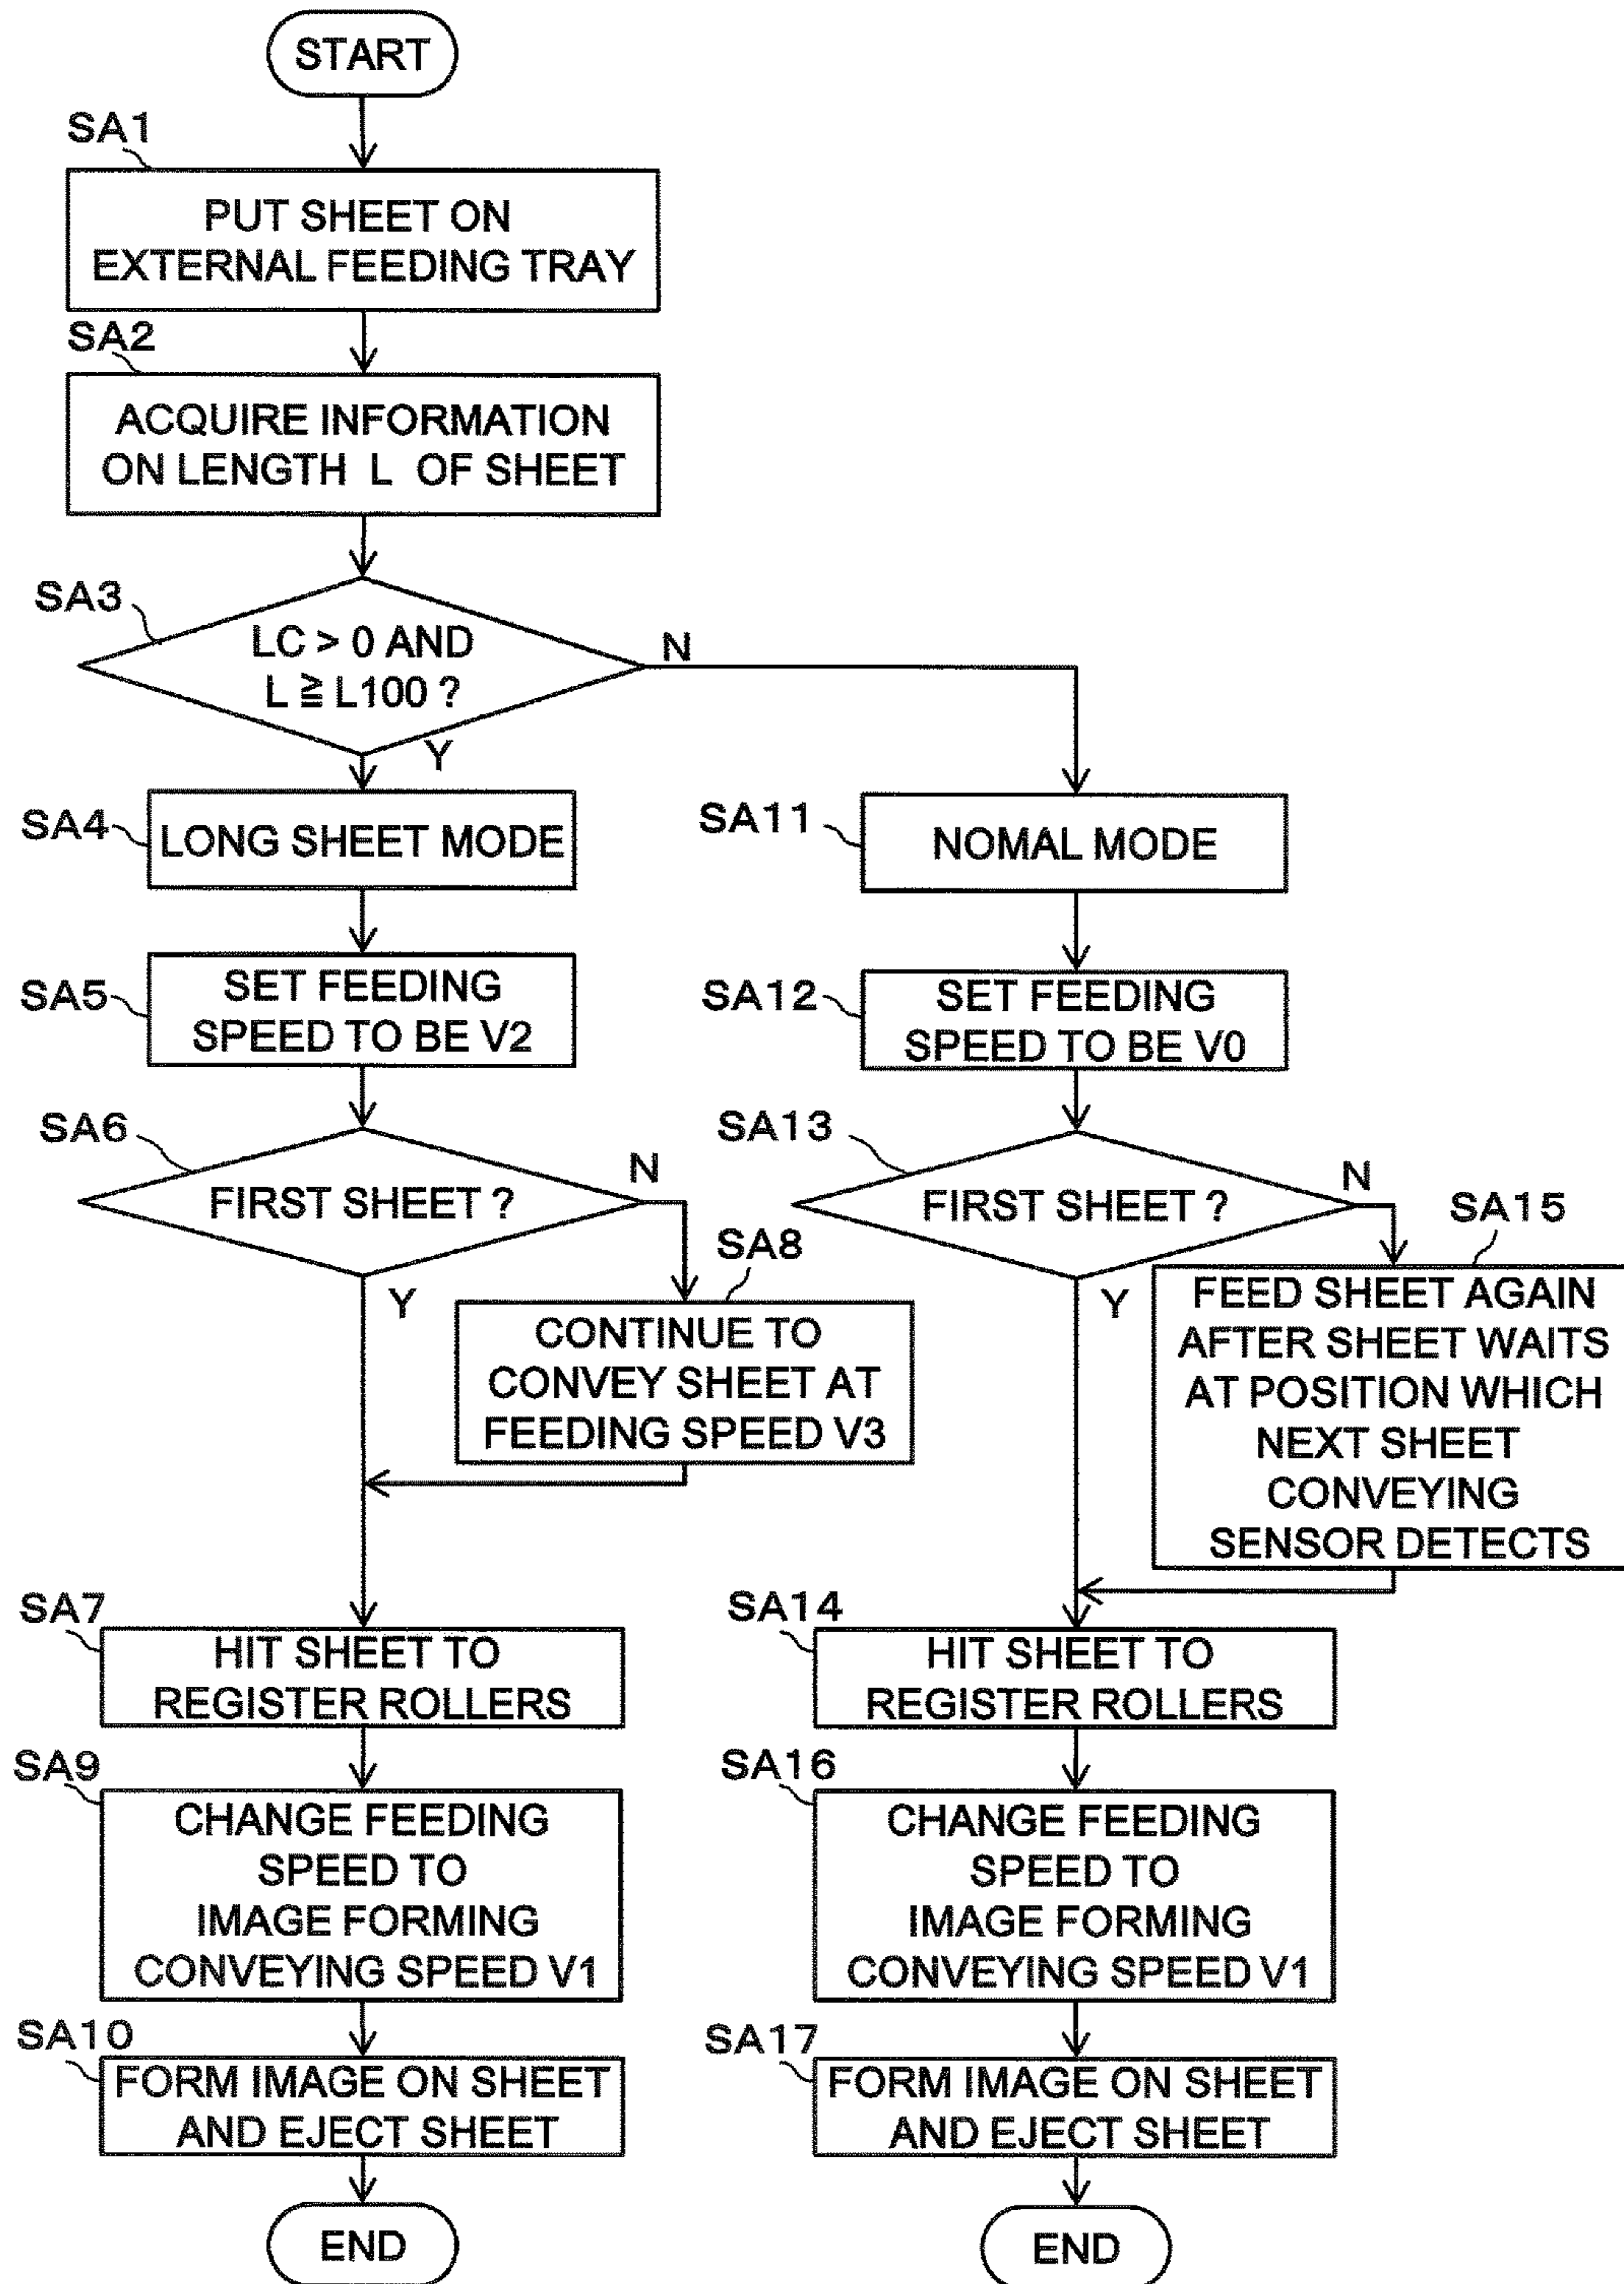 START
SA1
PUT SHEET ON
EXTERNAL FEEDING TRAY
SA2
ACQUIRE INFORMATION
ON LENGTH L OF SHEET
SA3
LC > 0 AND
L ≧ L100 ?
N
Y
SA4
LONG SHEET MODE
SA11
NOMAL MODE
SA5
SET FEEDING
SPEED TO BE V2
SA12
SET FEEDING
SPEED TO BE V0
SA6
FIRST SHEET ?
N
Y
SA8
CONTINUE TO
CONVEY SHEET AT
FEEDING SPEED V3
SA13
FIRST SHEET ?
N
Y
SA15
FEED SHEET AGAIN
AFTER SHEET WAITS
AT POSITION WHICH
NEXT SHEET
CONVEYING
SENSOR DETECTS
SA7
HIT SHEET TO
REGISTER ROLLERS
SA14
HIT SHEET TO
REGISTER ROLLERS
SA9
CHANGE FEEDING
SPEED TO
IMAGE FORMING
CONVEYING SPEED V1
SA16
CHANGE FEEDING
SPEED TO
IMAGE FORMING
CONVEYING SPEED V1
SA10
FORM IMAGE ON SHEET
AND EJECT SHEET
SA17
FORM IMAGE ON SHEET
AND EJECT SHEET
END
END